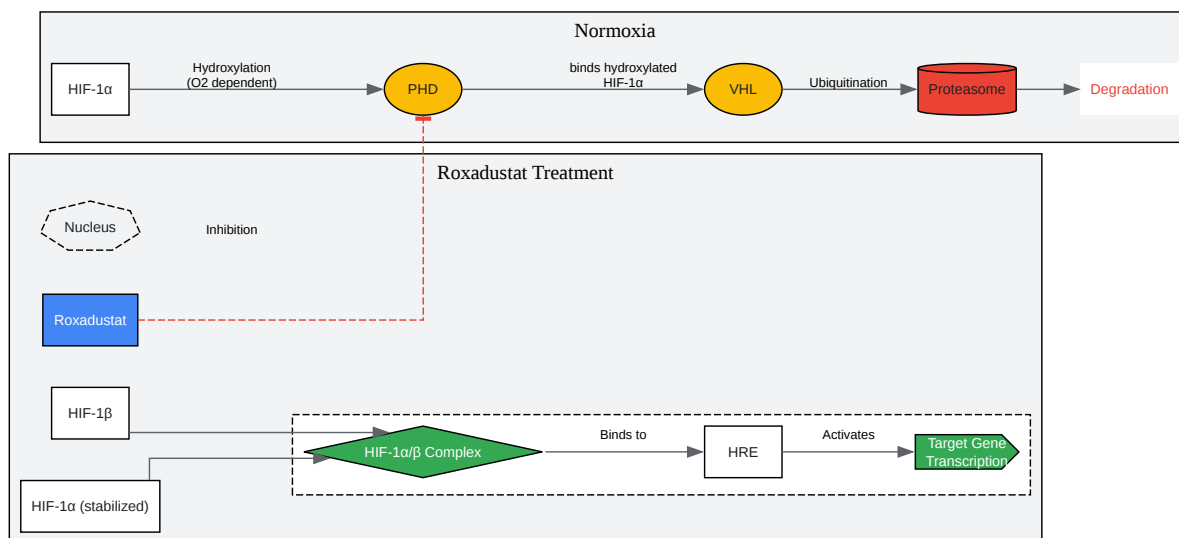 Normoxia
HIF-1α
Hydroxylation
(O2 dependent)
PHD
binds hydroxylated
HIF-1α
VHL
Ubiquitination
Proteasome
Degradation
Roxadustat Treatment
Nucleus
Inhibition
Roxadustat
HIF-1β
HIF-1α/β Complex
Binds to
HRE
Activates
Target Gene
Transcription
HIF-1α (stabilized)